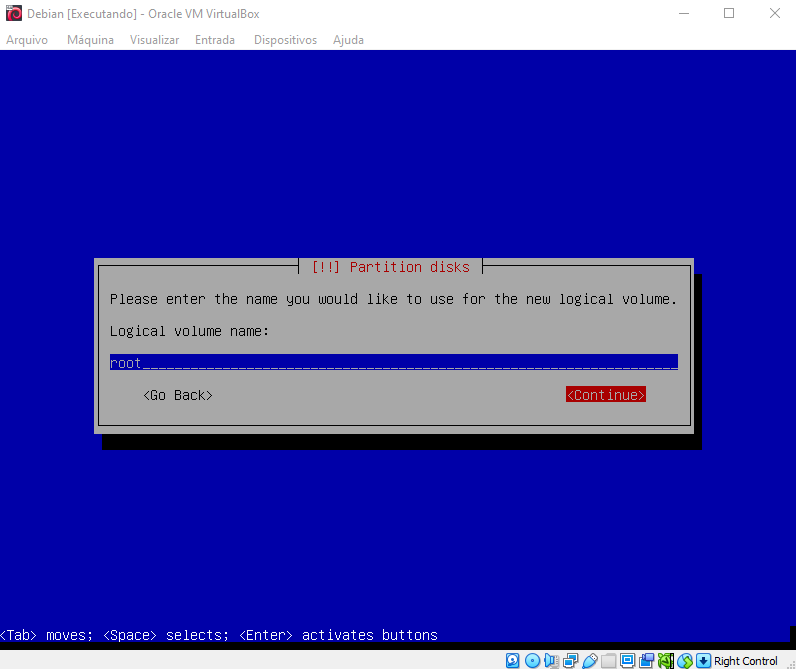 Debian [Executando] - Oracle VM VirtualBox
Arquivo Máquina Visualizar Entrada Dispositivos Ajuda
[!!] Partition disks
Please enter the name you would like to use for the new logical volume.
Logical volume name:
root
<Go Back> <Continue>
<Tab> moves; <Space> selects; <Enter> activates buttons
Right Control